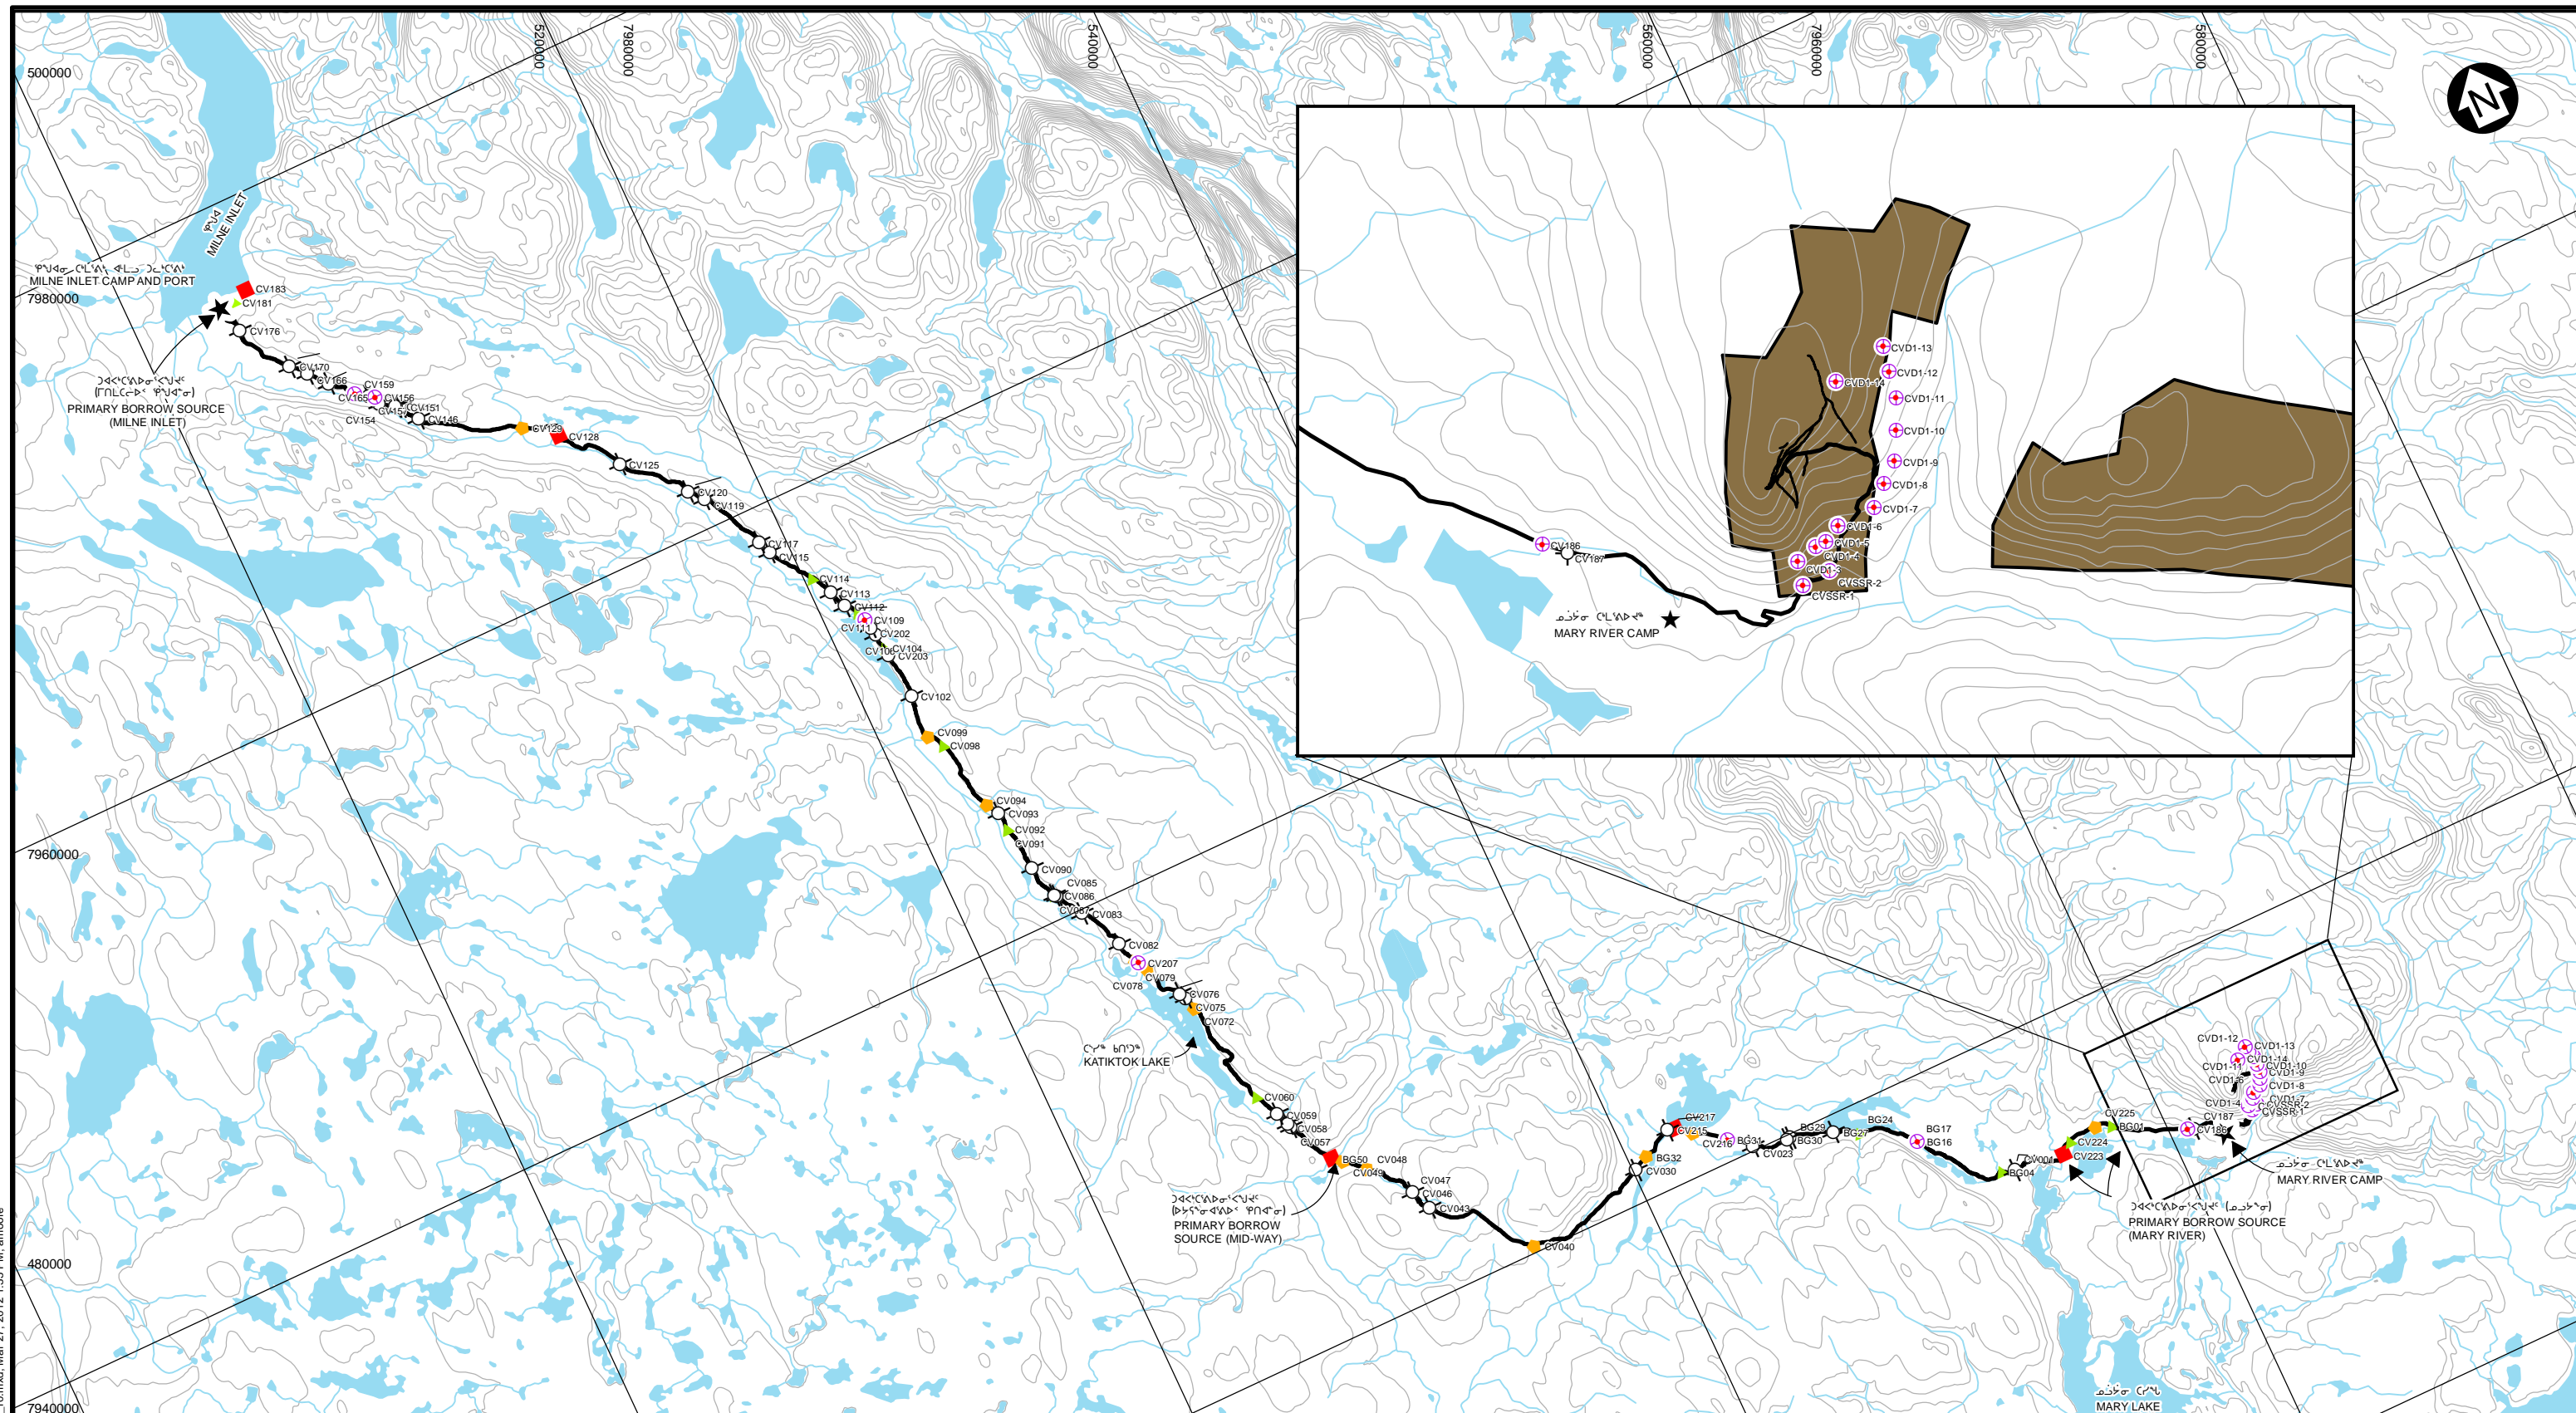 500000
520000
7980000
540000
560000
7960000
580000
N
MILNE INLET
MILNE INLET CAMP AND PORT
7980000
CV183
CV181
CV176
PRIMARY BORROW SOURCE
(MILNE INLET)
CV170
CV166
CV159
CV165
CV156
CV157
CV151
CV154
CV146
CV129
CV128
CV125
CV120
CV119
CV117
CV115
CV114
CV113
CV112
CV109
CV111
CV202
CV104
CV203
CV102
CV099
CV098
CV094
CV093
CV092
CV091
7960000
CV090
CV085
CV086
CV087
CV083
CV082
CV207
CV079
CV078
CV076
CV075
CV072
KATIKTOK LAKE
CV060
CV059
CV058
CV057
BG50
CV048
CV049
CV047
CV046
CV043
PRIMARY BORROW
SOURCE (MID-WAY)
CV040
CV030
BG32
CV217
CV215
CV216
BG31
CV023
BG29
BG30
BG27
BG24
BG17
BG16
BG04
CV001
CV223
CV224
CV225
BG01
CV187
CV186
CVD1-12
CVD1-13
CVD1-14
CVD1-11
CVD1-10
CVD1-9
CVD1-6
CVD1-8
CVD1-7
CVD1-4
CVSSR-2
CVSSR-1
MARY RIVER CAMP
PRIMARY BORROW SOURCE
(MARY RIVER)
MARY LAKE
480000
7940000
CVD1-13
CVD1-12
CVD1-14
CVD1-11
CVD1-10
CVD1-9
CVD1-8
CVD1-7
CVD1-6
CVD1-5
CVD1-4
CVD1-3
CVSSR-2
CVSSR-1
CV186
CV187
MARY RIVER CAMP